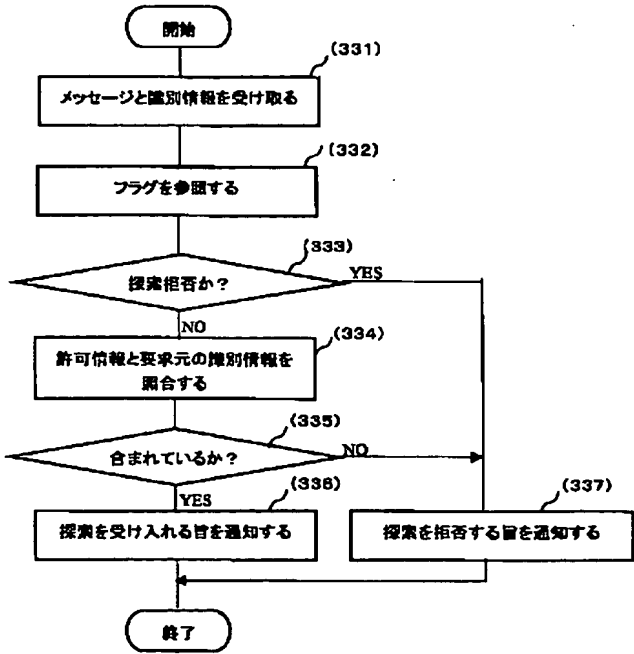 開始
(331)
メッセージと識別情報を受け取る
(332)
フラグを参照する
(333)
探索拒否か？
YES
NO
(334)
許可情報と要求元の識別情報を
照合する
(335)
含まれているか？
NO
YES
(336)
探索を受け入れる旨を通知する
(337)
探索を拒否する旨を通知する
終了